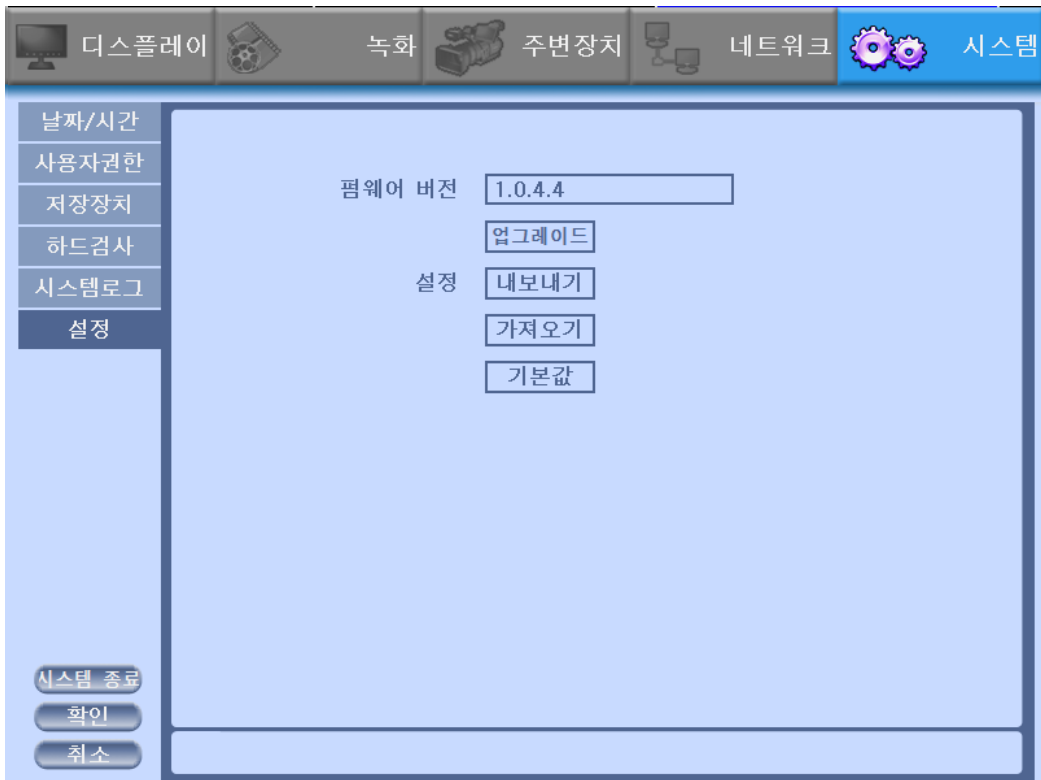 디스플레이 녹화 주변장치 네트워크 시스템
날짜/시간
사용자권한
저장장치
하드검사
시스템로그
설정
펌웨어 버전 1.0.4.4
업그레이드
설정 내보내기
가져오기
기본값
시스템 종료
확인
취소